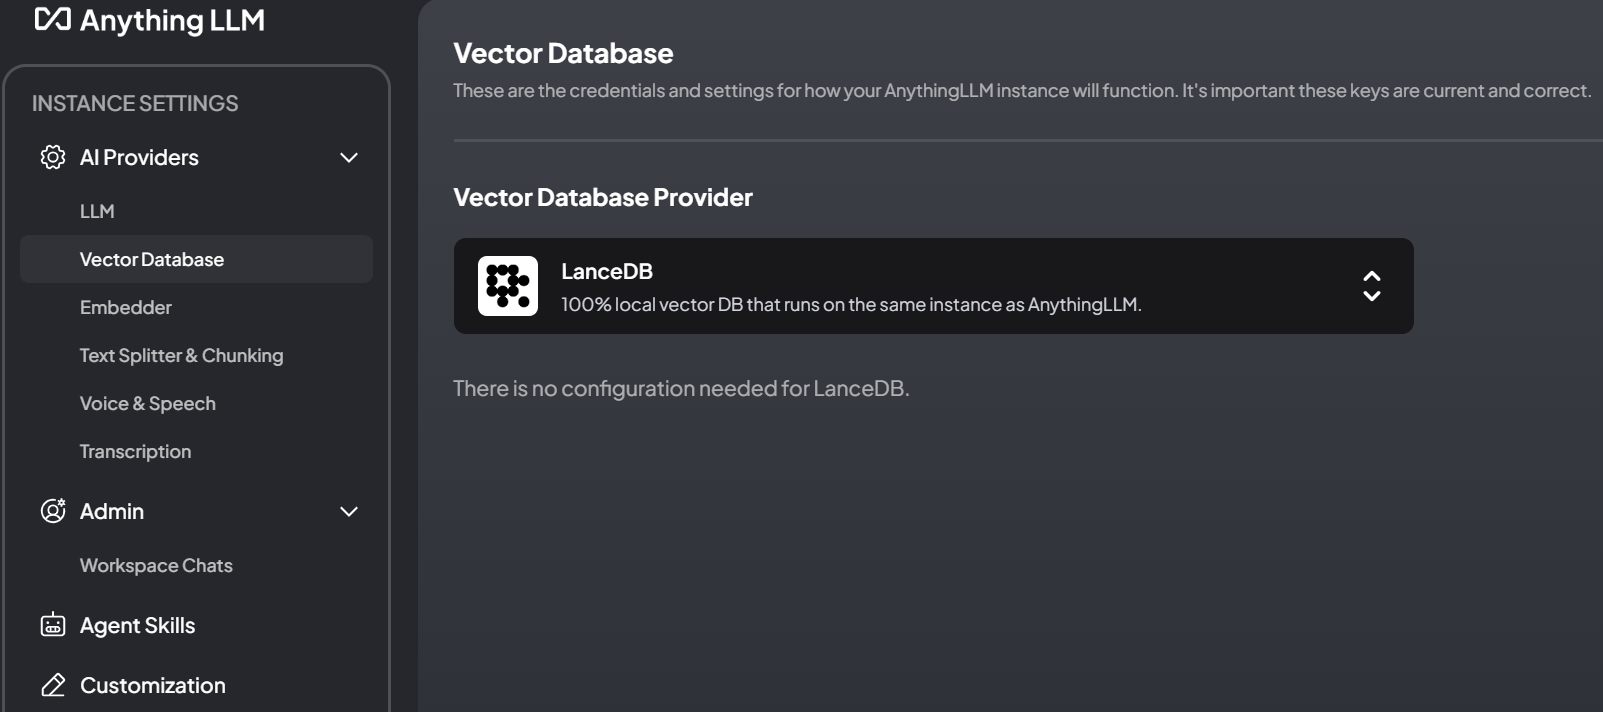 Anything LLM
INSTANCE SETTINGS
AI Providers
LLM
Vector Database
Embedder
Text Splitter & Chunking
Voice & Speech
Transcription
Admin
Workspace Chats
Agent Skills
Customization
Vector Database
These are the credentials and settings for how your AnythingLLM instance will function. It's important these keys are current and correct.
Vector Database Provider
LanceDB
100% local vector DB that runs on the same instance as AnythingLLM.
There is no configuration needed for LanceDB.